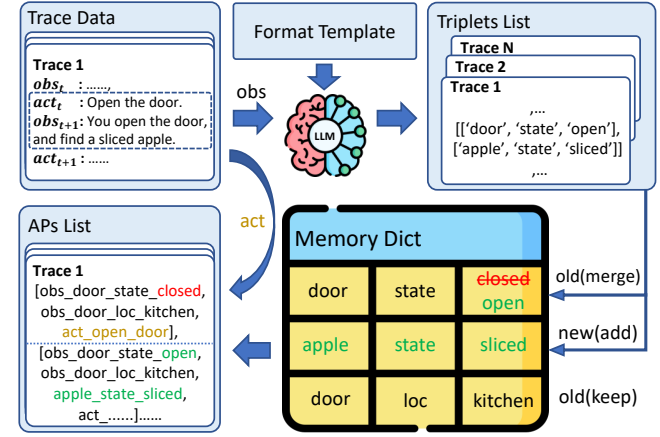 Trace Data
Trace 1
obs_t : ......,
act_t : Open the door.
obs_{t+1}: You open the door,
and find a sliced apple.
act_{t+1} : ......
obs
Format Template
LLM
Triplets List
Trace N
Trace 2
Trace 1
,...
[['door', 'state', 'open'],
['apple', 'state', 'sliced']]
,...
act
APs List
Trace 1
[obs_door_state_closed,
obs_door_loc_kitchen,
act_open_door],
[obs_door_state_open,
obs_door_loc_kitchen,
apple_state_sliced,
act_......]......
Memory Dict
door state closed
open
apple state sliced
door loc kitchen
old(merge)
new(add)
old(keep)